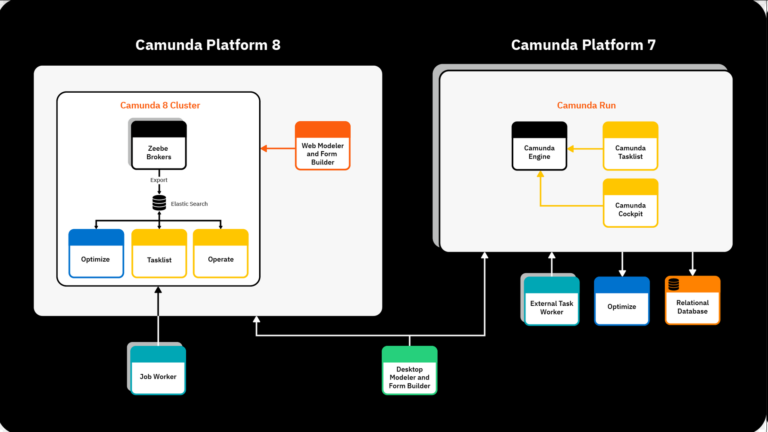 Camunda Platform 8
Camunda Platform 7
Camunda 8 Cluster
Zeebe
Brokers
Export
Elastic Search
Optimize
Tasklist
Operate
Web Modeler
and Form
Builder
Job Worker
Desktop
Modeler and
Form Builder
Camunda Run
Camunda
Engine
Camunda
Tasklist
Camunda
Cockpit
External Task
Worker
Optimize
Relational
Database